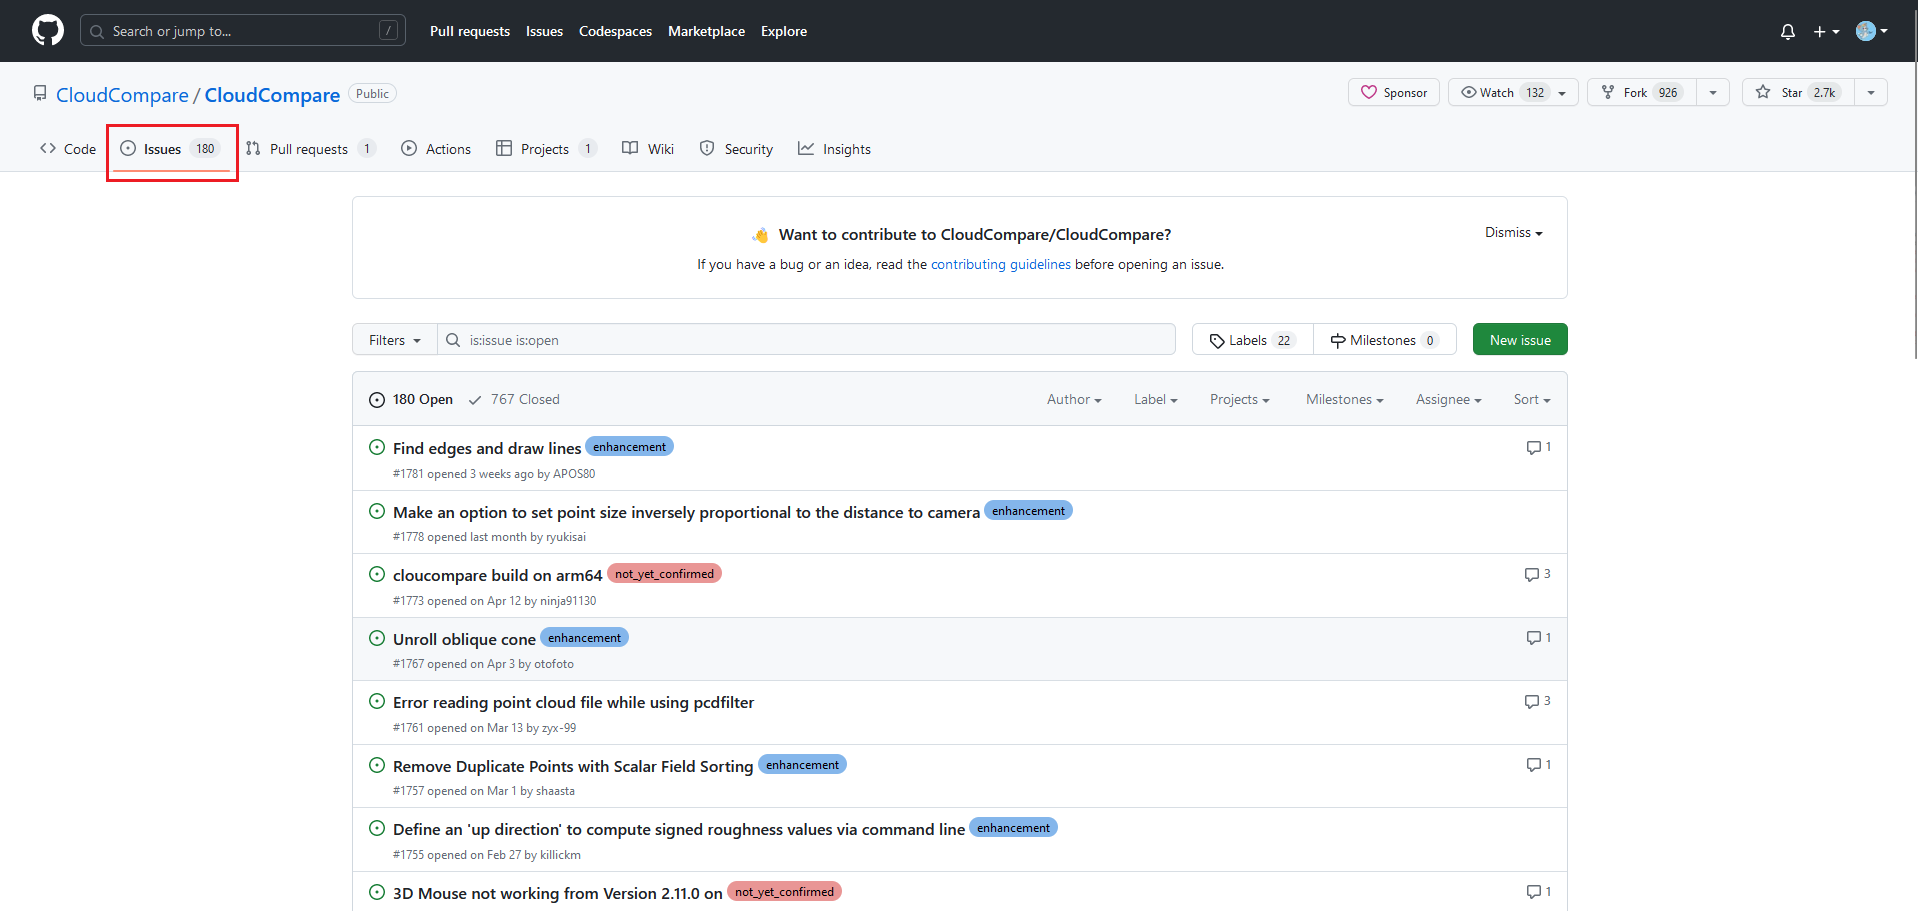 Search or jump to... / Pull requests Issues Codespaces Marketplace Explore
CloudCompare / CloudCompare Public Sponsor Watch 132 Fork 926 Star 2.7k
Code Issues 180 Pull requests 1 Actions Projects 1 Wiki Security Insights
👋 Want to contribute to CloudCompare/CloudCompare? Dismiss
If you have a bug or an idea, read the contributing guidelines before opening an issue.
Filters is:issue is:open Labels 22 Milestones 0 New issue
180 Open 767 Closed Author Label Projects Milestones Assignee Sort
Find edges and draw lines enhancement 1
#1781 opened 3 weeks ago by APOS80
Make an option to set point size inversely proportional to the distance to camera enhancement
#1778 opened last month by ryukisai
cloucompare build on arm64 not_yet_confirmed 3
#1773 opened on Apr 12 by ninja91130
Unroll oblique cone enhancement 1
#1767 opened on Apr 3 by otofoto
Error reading point cloud file while using pcdfilter 3
#1761 opened on Mar 13 by zyx-99
Remove Duplicate Points with Scalar Field Sorting enhancement 1
#1757 opened on Mar 1 by shaasta
Define an 'up direction' to compute signed roughness values via command line enhancement
#1755 opened on Feb 27 by killickm
3D Mouse not working from Version 2.11.0 on not_yet_confirmed 1